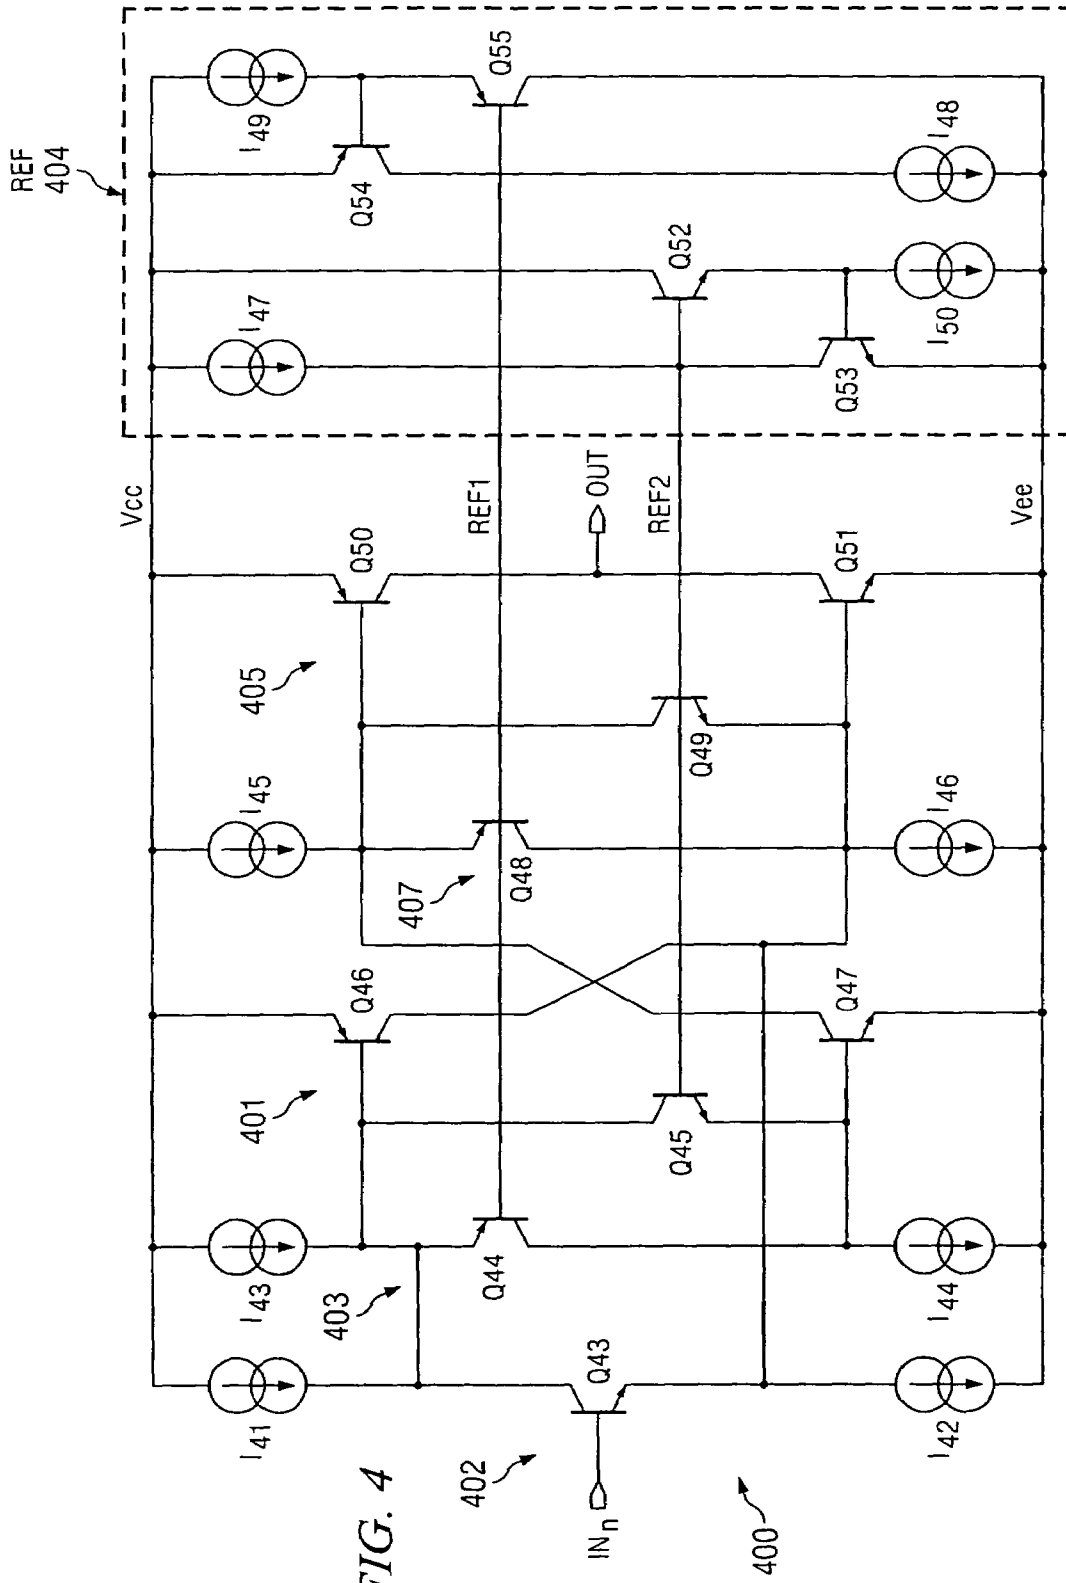 REF
404
I49
Q55
Q54
I48
Q52
I47
I50
Q53
Vcc
REF1
OUT
REF2
Vee
Q50
Q51
405
Q49
I45
407
Q48
I46
Q46
Q47
401
Q45
I43
403
Q44
I44
I41
Q43
I42
402
INn
400
FIG. 4